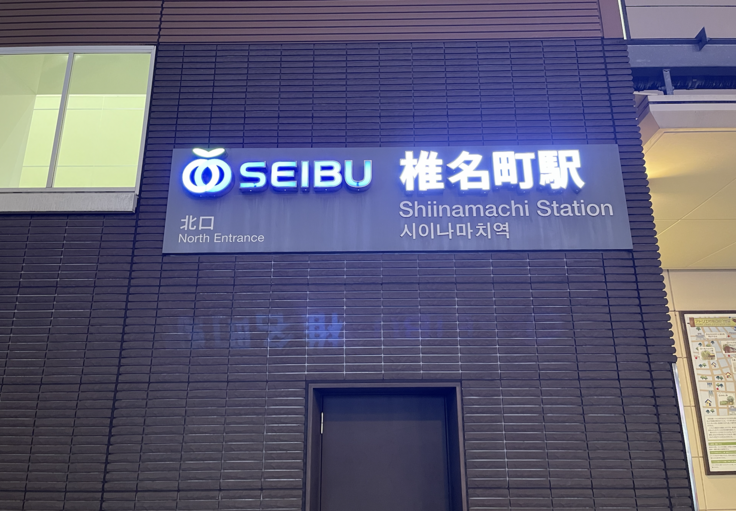 SEIBU
北口
North Entrance
椎名町駅
Shiinamachi Station
시이나마치역